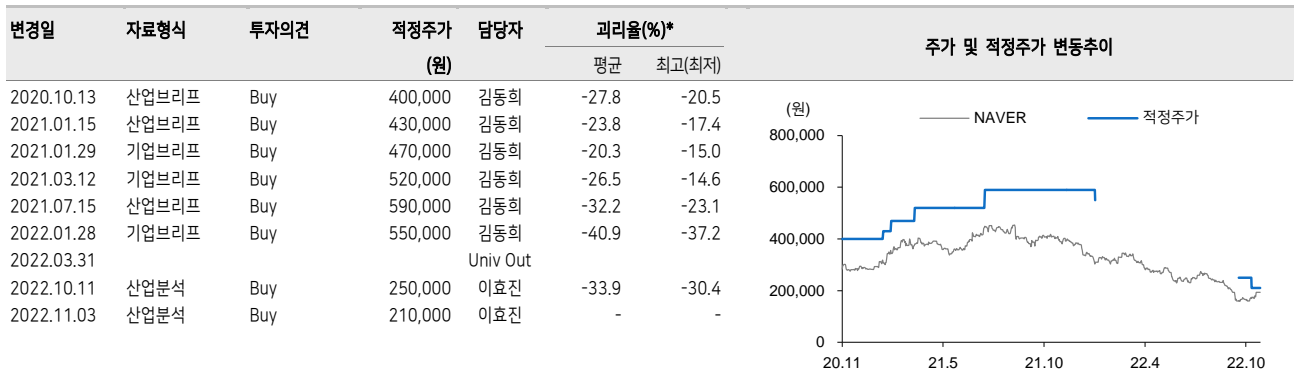 변경일 자료형식 투자의견 적정주가 담당자 괴리율(%)* 주가 및 적정주가 변동추이
(원) 평균 최고(최저)
2020.10.13 산업브리프 Buy 400,000 김동희 -27.8 -20.5
2021.01.15 산업브리프 Buy 430,000 김동희 -23.8 -17.4
2021.01.29 기업브리프 Buy 470,000 김동희 -20.3 -15.0
2021.03.12 기업브리프 Buy 520,000 김동희 -26.5 -14.6
2021.07.15 산업브리프 Buy 590,000 김동희 -32.2 -23.1
2022.01.28 기업브리프 Buy 550,000 김동희 -40.9 -37.2
2022.03.31 Univ Out
2022.10.11 산업분석 Buy 250,000 이효진 -33.9 -30.4
2022.11.03 산업분석 Buy 210,000 이효진 - -
(원) NAVER 적정주가
800,000
600,000
400,000
200,000
0
20.11 21.5 21.10 22.4 22.10